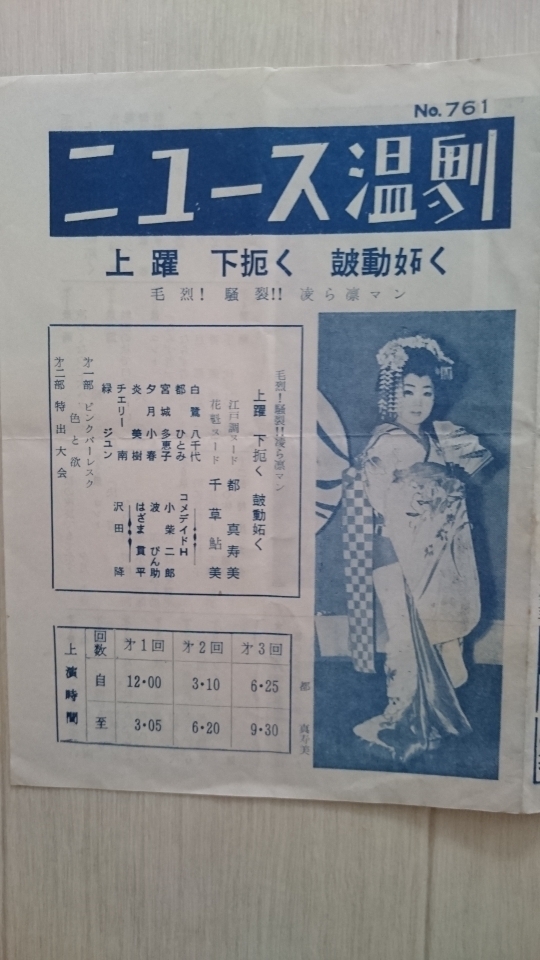 No.761
ニュース温劇
上躍 下扼く 鼓動妬く
毛烈！騒裂!!凌ら凛マン
毛烈！騒裂!!凌ら凛マン
上躍 下扼く 鼓動妬く
江戸調ヌード 都真寿美
花魁ヌード 千草鮎美
白鷺八千代
都ひとみ
宮城多恵子
夕月小春
炎美樹
チエリー南
緑ジユン
コメデイドH
小柴二郎
波びん助
はざま貫平
沢田隆
才一部 ピンクバーレスク
色と欲
才二部 特出大会
上演時間
回数 才1回 才2回 才3回
自 12・00 3・10 6・25
至 3・05 6・20 9・30
都真寿美